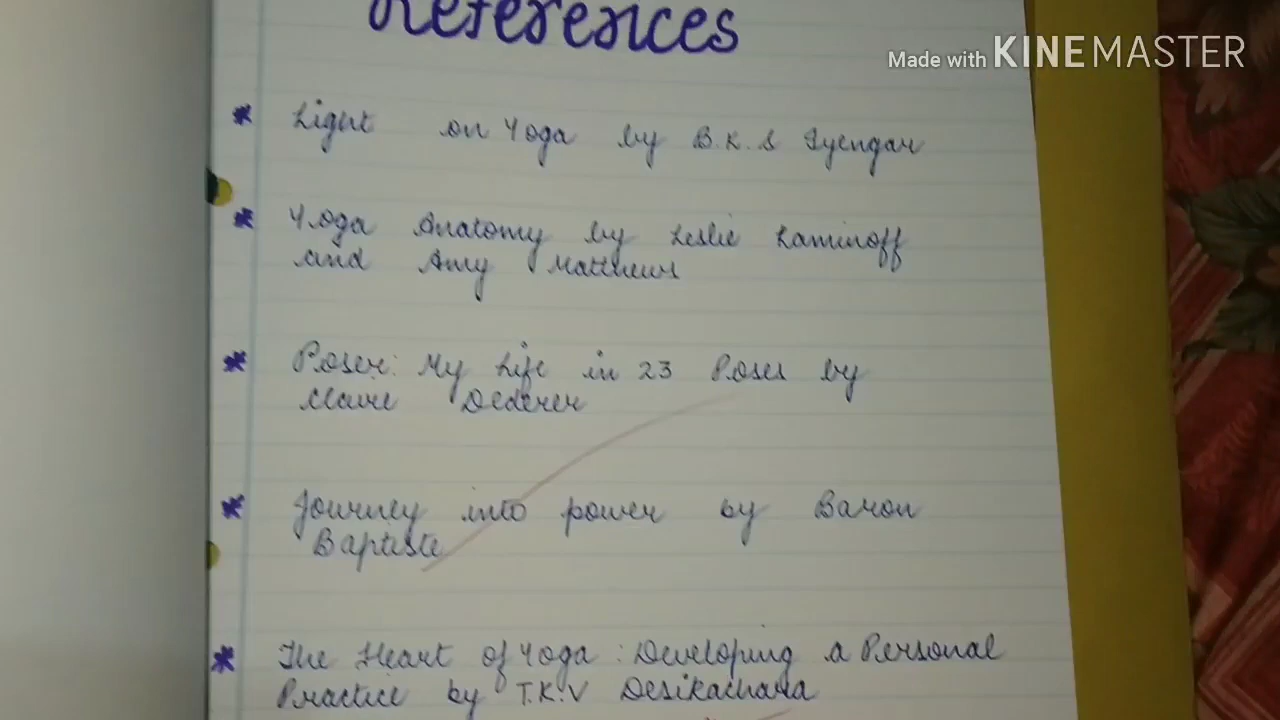 References
Made with KINEMASTER
* Light on Yoga by B.K.S Iyengar
* Yoga Anatomy by Leslie Kaminoff
and Amy Matthews
* Poser: My Life in 23 Poses by
Claire Dederer
* Journey into power by Baron
Baptiste
* The Heart of Yoga : Developing a Personal
Practice by T.K.V Desikachara